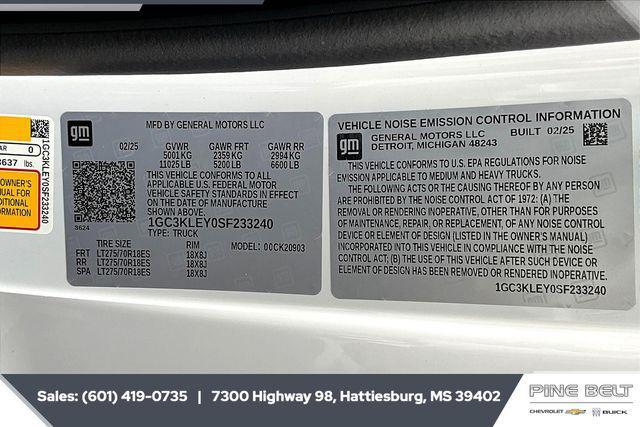 AR 0
3637 lbs.
OWNER'S
MANUAL FOR
ADDITIONAL
INFORMATION
1GC3KLEY0SF233240
gm
MFD BY GENERAL MOTORS LLC
02/25 GVWR GAWR FRT GAWR RR
5001 KG 2359 KG 2994 KG
11025 LB 5200 LB 6600 LB
THIS VEHICLE CONFORMS TO ALL
APPLICABLE U.S. FEDERAL MOTOR
VEHICLE SAFETY STANDARDS IN EFFECT
ON THE DATE OF MANUFACTURE
SHOWN ABOVE.
1GC3KLEY0SF233240
S624 TYPE: TRUCK
TIRE SIZE RIM MODEL: 00CK20903
FRT LT275/70R18ES 18X8J
RR LT275/70R18ES 18X8J
SPA LT275/70R18ES 18X8J
VEHICLE NOISE EMISSION CONTROL INFORMATION
gm
GENERAL MOTORS LLC BUILT 02/25
DETROIT, MICHIGAN 48243
THIS VEHICLE CONFORMS TO U.S. EPA REGULATIONS FOR NOISE
EMISSION APPLICABLE TO MEDIUM AND HEAVY TRUCKS.
THE FOLLOWING ACTS OR THE CAUSING THEREOF BY ANY PERSON
ARE PROHIBITED BY THE NOISE CONTROL ACT OF 1972: (A) THE
REMOVAL OR RENDERING INOPERATIVE, OTHER THAN FOR PURPOSES
OF MAINTENANCE, REPAIR, OR REPLACEMENT, OF ANY NOISE CONTROL
DEVICE OR ELEMENT OF DESIGN (LISTED IN THE OWNER'S MANUAL)
INCORPORATED INTO THIS VEHICLE IN COMPLIANCE WITH THE NOISE
CONTROL ACT; (B) THE USE OF THIS VEHICLE AFTER SUCH DEVICE OR
ELEMENT OF DESIGN HAS BEEN REMOVED OR RENDERED INOPERATIVE.
1GC3KLEY0SF233240
Sales: (601) 419-0735 | 7300 Highway 98, Hattiesburg, MS 39402
PINE BELT
CHEVROLET BUICK